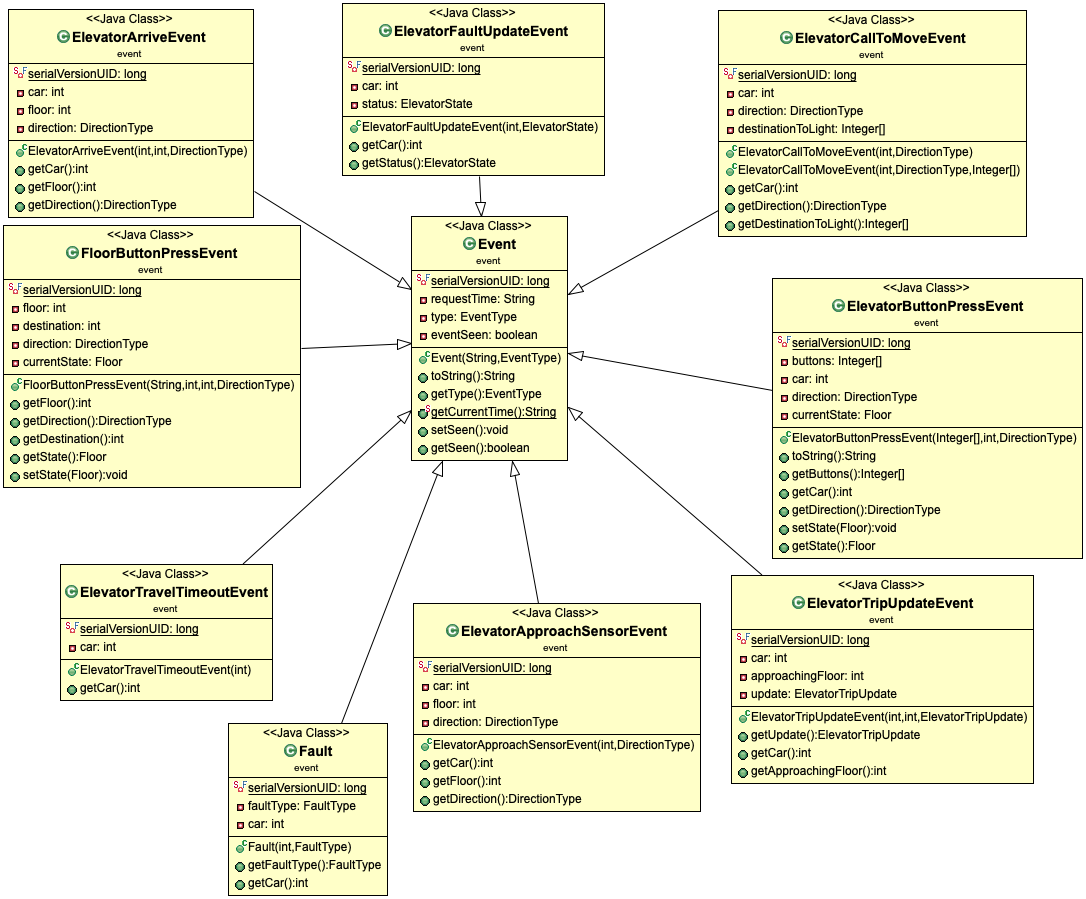 <<Java Class>>
ElevatorArriveEvent
event
serialVersionUID: long
car: int
floor: int
direction: DirectionType
ElevatorArriveEvent(int,int,DirectionType)
getCar():int
getFloor():int
getDirection():DirectionType
<<Java Class>>
ElevatorFaultUpdateEvent
event
serialVersionUID: long
car: int
status: ElevatorState
ElevatorFaultUpdateEvent(int,ElevatorState)
getCar():int
getStatus():ElevatorState
<<Java Class>>
ElevatorCallToMoveEvent
event
serialVersionUID: long
car: int
direction: DirectionType
destinationToLight: Integer[]
ElevatorCallToMoveEvent(int,DirectionType)
ElevatorCallToMoveEvent(int,DirectionType,Integer[])
getCar():int
getDirection():DirectionType
getDestinationToLight():Integer[]
<<Java Class>>
FloorButtonPressEvent
event
serialVersionUID: long
floor: int
destination: int
direction: DirectionType
currentState: Floor
FloorButtonPressEvent(String,int,int,DirectionType)
getFloor():int
getDirection():DirectionType
getDestination():int
getState():Floor
setState(Floor):void
<<Java Class>>
Event
event
serialVersionUID: long
requestTime: String
type: EventType
eventSeen: boolean
Event(String,EventType)
toString():String
getType():EventType
getCurrentTime():String
setSeen():void
getSeen():boolean
<<Java Class>>
ElevatorButtonPressEvent
event
serialVersionUID: long
buttons: Integer[]
car: int
direction: DirectionType
currentState: Floor
ElevatorButtonPressEvent(Integer[],int,DirectionType)
toString():String
getButtons():Integer[]
getCar():int
getDirection():DirectionType
setState(Floor):void
getState():Floor
<<Java Class>>
ElevatorTravelTimeoutEvent
event
serialVersionUID: long
car: int
ElevatorTravelTimeoutEvent(int)
getCar():int
<<Java Class>>
Fault
event
serialVersionUID: long
faultType: FaultType
car: int
Fault(int,FaultType)
getFaultType():FaultType
getCar():int
<<Java Class>>
ElevatorApproachSensorEvent
event
serialVersionUID: long
car: int
floor: int
direction: DirectionType
ElevatorApproachSensorEvent(int,DirectionType)
getCar():int
getFloor():int
getDirection():DirectionType
<<Java Class>>
ElevatorTripUpdateEvent
event
serialVersionUID: long
car: int
approachingFloor: int
update: ElevatorTripUpdate
ElevatorTripUpdateEvent(int,int,ElevatorTripUpdate)
getUpdate():ElevatorTripUpdate
getCar():int
getApproachingFloor():int